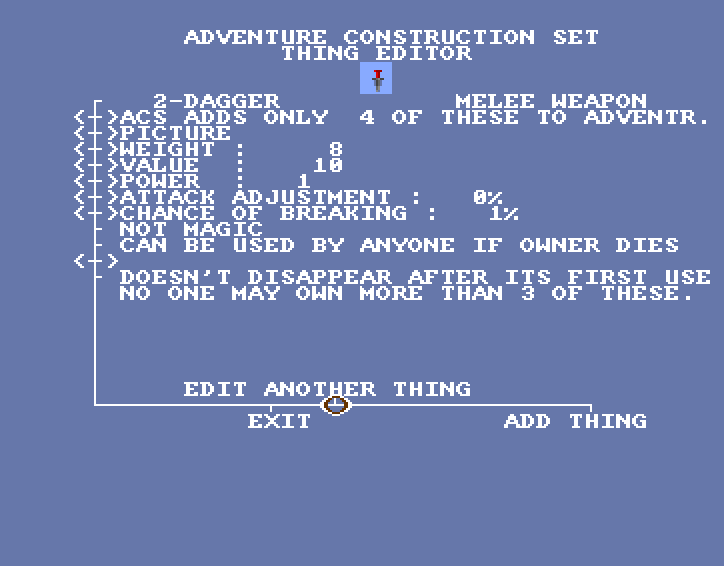 ADVENTURE CONSTRUCTION SET
THING EDITOR
2-DAGGER MELEE WEAPON
<+>ACS ADDS ONLY 4 OF THESE TO ADVENTR.
<+>PICTURE
<+>WEIGHT : 8
<+>VALUE : 10
<+>POWER : 1
<+>ATTACK ADJUSTMENT : 0%
<+>CHANCE OF BREAKING : 1%
NOT MAGIC
CAN BE USED BY ANYONE IF OWNER DIES
<+>
DOESN'T DISAPPEAR AFTER ITS FIRST USE
NO ONE MAY OWN MORE THAN 3 OF THESE.
EDIT ANOTHER THING
EXIT ADD THING